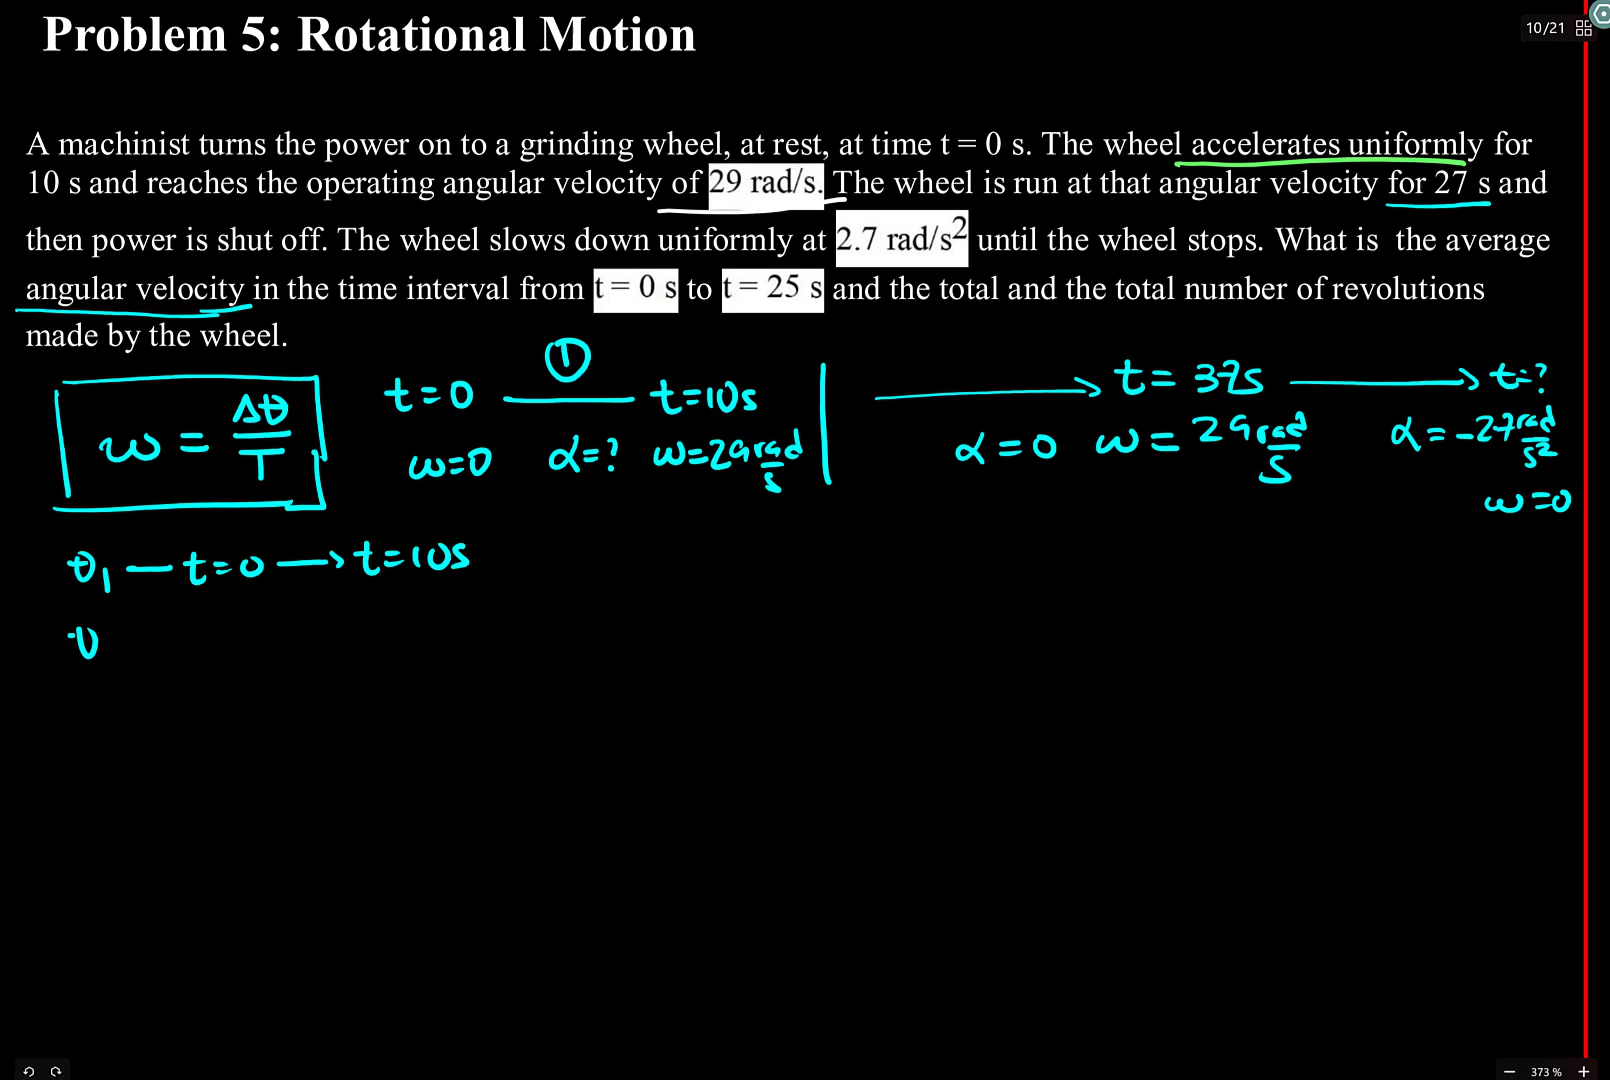 Problem 5: Rotational Motion
10/21
A machinist turns the power on to a grinding wheel, at rest, at time t = 0 s. The wheel accelerates uniformly for
10 s and reaches the operating angular velocity of 29 rad/s. The wheel is run at that angular velocity for 27 s and
then power is shut off. The wheel slows down uniformly at 2.7 rad/s² until the wheel stops. What is the average
angular velocity in the time interval from t = 0 s to t = 25 s and the total and the total number of revolutions
made by the wheel.
ω = Δθ/T
①
t=0 t=10s
ω=0 α=? ω=29 rad/s
t= 37s t=?
α=0 ω= 29 rad/s α=-27 rad/s²
ω=0
θ₁ — t=0 → t=10s
373 %